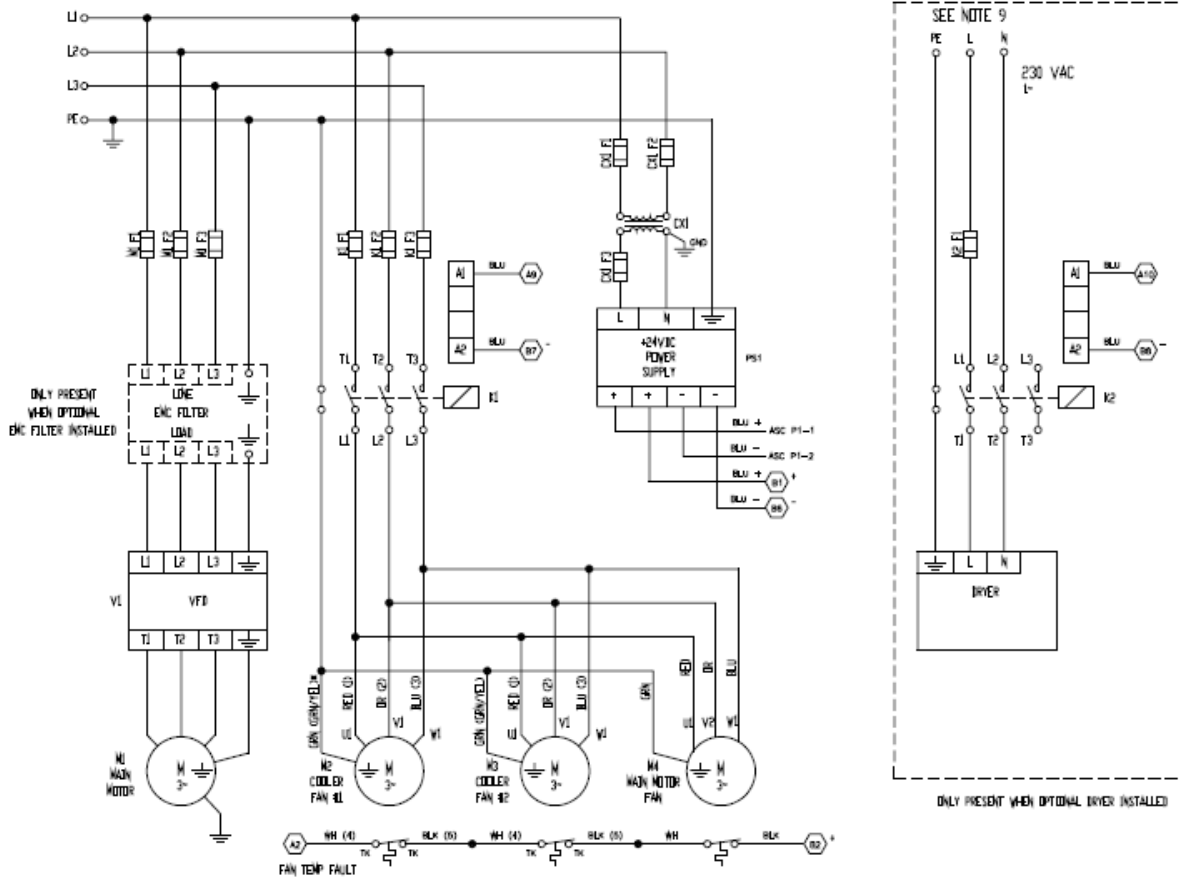 L1
L2
L3
PE
SEE NOTE 9
PE L N
230 VAC
1~
M1 F1
M1 F2
M1 F3
K1 F1
K1 F2
K1 F3
CX1 F1
CX1 F2
CX1
GND
CX1 F3
K2 F1
A1 BLU A9
A2 BLU B7 -
A1 BLU A10
A2 BLU B8 -
L N
+24VDC
POWER
SUPPLY
PS1
+ + - -
BLU + ASC P1-1
BLU - ASC P1-2
BLU + B1 +
BLU - B6 -
ONLY PRESENT
WHEN OPTIONAL
EMC FILTER INSTALLED
L1 L2 L3
LINE
EMC FILTER
LOAD
L1 L2 L3
T1 T2 T3
K1
L1 L2 L3
L1 L2 L3
K2
T1 T2 T3
L1 L2 L3
V1
VFD
T1 T2 T3
L N
DRYER
GRN (GRN/YEL)*
RED (1)
OR (2)
BLU (3)
GRN (GRN/YEL)
RED (1)
OR (2)
BLU (3)
GRN
RED
OR
BLU
U1 V1 W1
U1 V1 W1
U1 V2 W1
M1
MAIN
MOTOR
M
3~
M2
COOLER
FAN #1
M
3~
M3
COOLER
FAN #2
M
3~
M4
MAIN MOTOR
FAN
M
3~
ONLY PRESENT WHEN OPTIONAL DRYER INSTALLED
A2 WH (4) TK TK BLK (5) WH (4) TK TK BLK (5) WH BLK B2 +
FAN TEMP FAULT